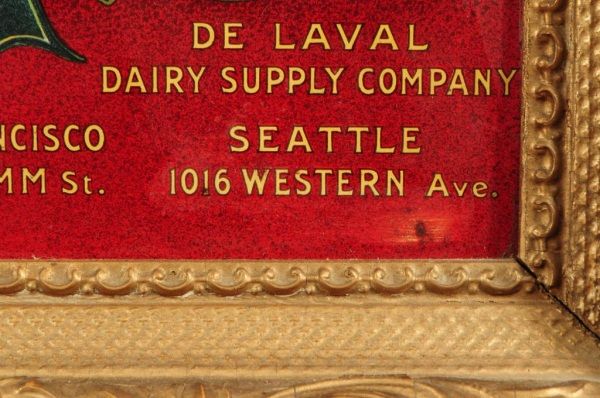 DE LAVAL
DAIRY SUPPLY COMPANY
NCISCO
MM St.
SEATTLE
1016 WESTERN Ave.